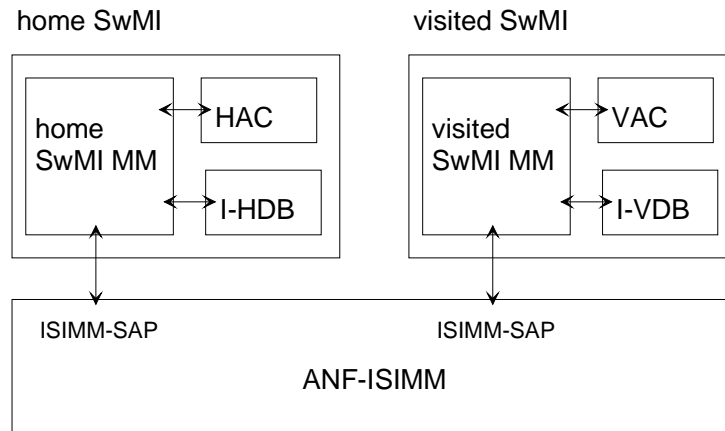 home SwMI
visited SwMI
home
SwMI MM
HAC
I-HDB
visited
SwMI MM
VAC
I-VDB
ISIMM-SAP
ISIMM-SAP
ANF-ISIMM